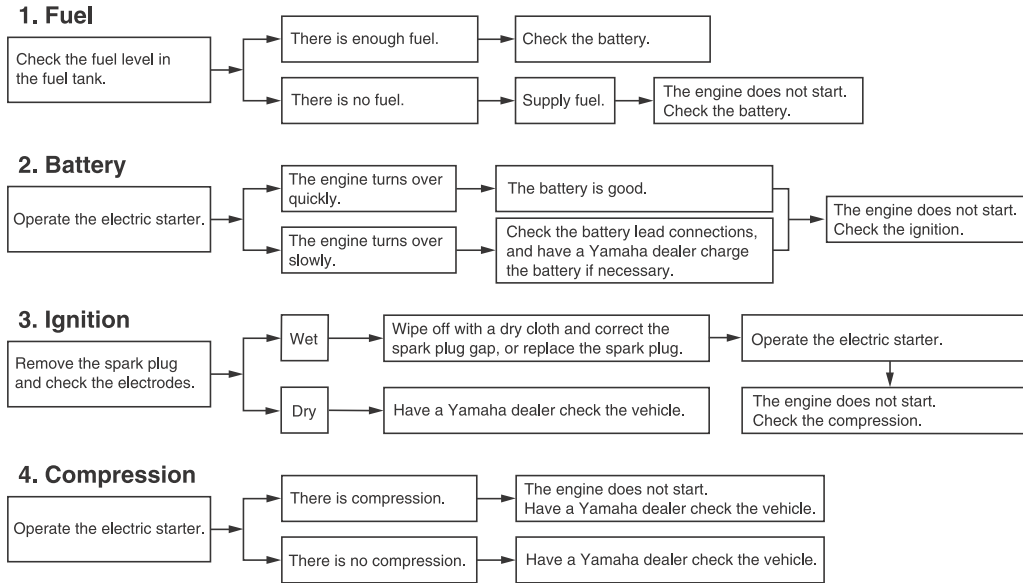 1. Fuel
Check the fuel level in
the fuel tank.
There is enough fuel.
Check the battery.
There is no fuel.
Supply fuel.
The engine does not start.
Check the battery.
2. Battery
Operate the electric starter.
The engine turns over
quickly.
The battery is good.
The engine turns over
slowly.
Check the battery lead connections,
and have a Yamaha dealer charge
the battery if necessary.
The engine does not start.
Check the ignition.
3. Ignition
Remove the spark plug
and check the electrodes.
Wet
Wipe off with a dry cloth and correct the
spark plug gap, or replace the spark plug.
Operate the electric starter.
Dry
Have a Yamaha dealer check the vehicle.
The engine does not start.
Check the compression.
4. Compression
Operate the electric starter.
There is compression.
The engine does not start.
Have a Yamaha dealer check the vehicle.
There is no compression.
Have a Yamaha dealer check the vehicle.